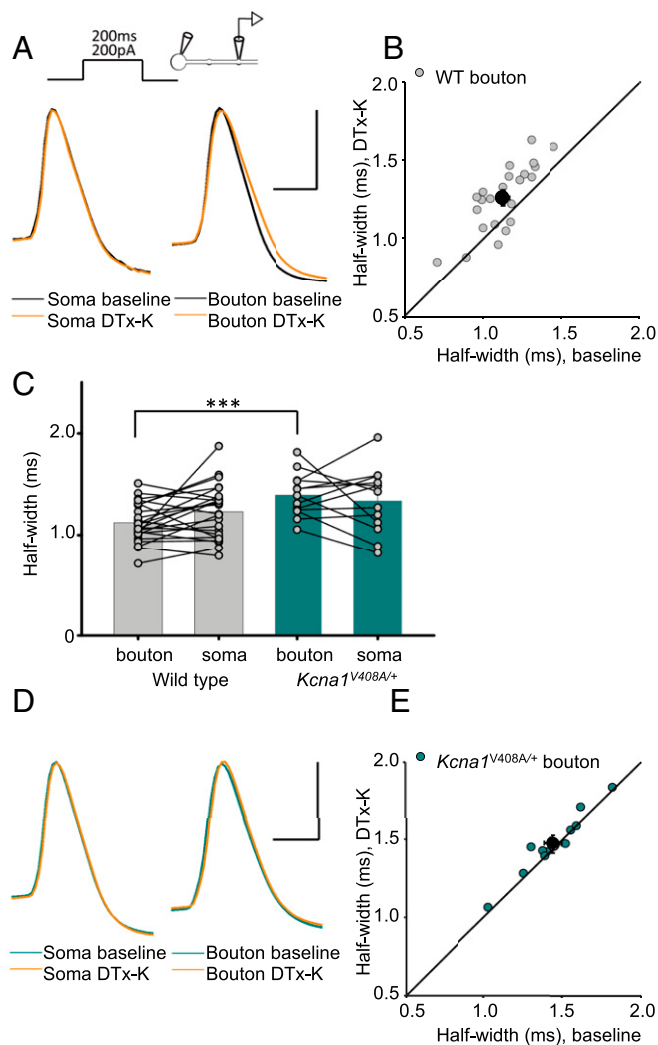 A
200ms
200pA
Soma baseline
Soma DTx-K
Bouton baseline
Bouton DTx-K
B
WT bouton
2.0
1.5
1.0
0.5
Half-width (ms), DTx-K
0.5
1.0
1.5
2.0
Half-width (ms), baseline
C
***
2.0
1.0
0
Half-width (ms)
bouton
soma
bouton
soma
Wild type
Kcna1V408A/+
D
Soma baseline
Soma DTx-K
Bouton baseline
Bouton DTx-K
E
Kcna1V408A/+ bouton
2.0
1.5
1.0
0.5
Half-width (ms), DTx-K
0.5
1.0
1.5
2.0
Half-width (ms), baseline